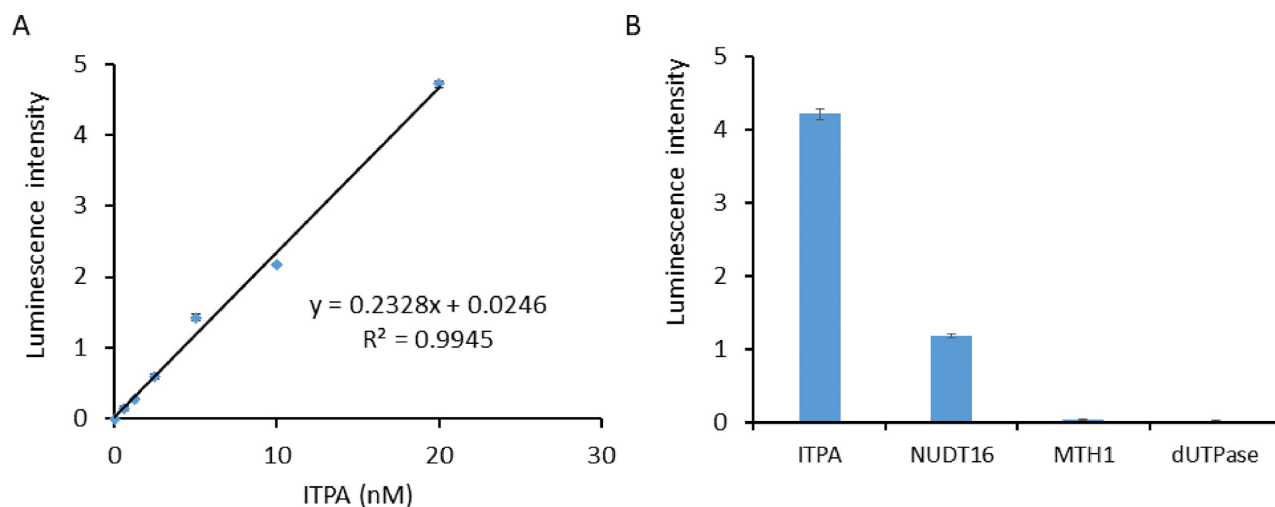 A
Luminescence intensity
5
4
3
2
1
0
0 10 20 30
ITPA (nM)
y = 0.2328x + 0.0246
R² = 0.9945
B
Luminescence intensity
5
4
3
2
1
0
ITPA NUDT16 MTH1 dUTPase